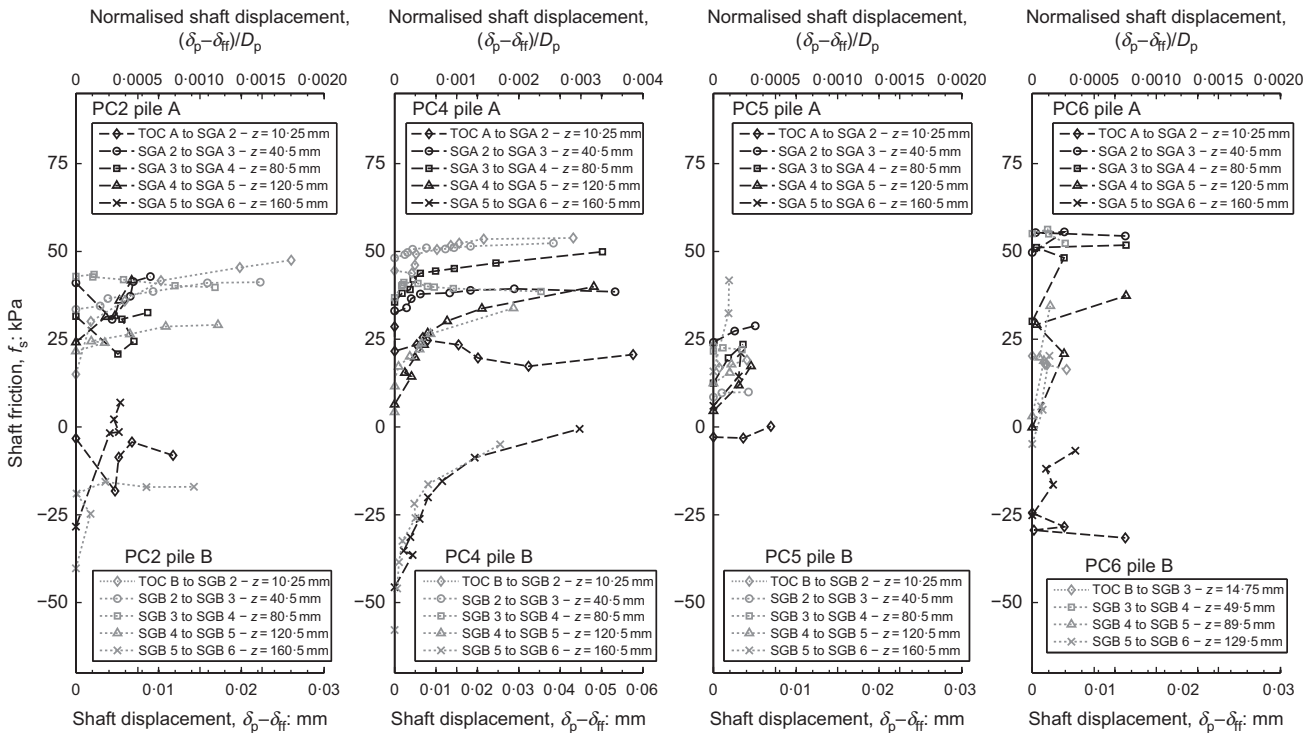 Normalised shaft displacement,
(δp−δff)/Dp
0 0·0005 0·0010 0·0015 0·0020
PC2 pile A
TOC A to SGA 2 − z = 10·25 mm
SGA 2 to SGA 3 − z = 40·5 mm
SGA 3 to SGA 4 − z = 80·5 mm
SGA 4 to SGA 5 − z = 120·5 mm
SGA 5 to SGA 6 − z = 160·5 mm
Shaft friction, fs: kPa
75
50
25
0
−25
−50
PC2 pile B
TOC B to SGB 2 − z = 10·25 mm
SGB 2 to SGB 3 − z = 40·5 mm
SGB 3 to SGB 4 − z = 80·5 mm
SGB 4 to SGB 5 − z = 120·5 mm
SGB 5 to SGB 6 − z = 160·5 mm
0 0·01 0·02 0·03
Shaft displacement, δp−δff: mm
Normalised shaft displacement,
(δp−δff)/Dp
0 0·001 0·002 0·003 0·004
PC4 pile A
TOC A to SGA 2 − z = 10·25 mm
SGA 2 to SGA 3 − z = 40·5 mm
SGA 3 to SGA 4 − z = 80·5 mm
SGA 4 to SGA 5 − z = 120·5 mm
SGA 5 to SGA 6 − z = 160·5 mm
75
50
25
0
−25
−50
PC4 pile B
TOC B to SGB 2 − z = 10·25 mm
SGB 2 to SGB 3 − z = 40·5 mm
SGB 3 to SGB 4 − z = 80·5 mm
SGB 4 to SGB 5 − z = 120·5 mm
SGB 5 to SGB 6 − z = 160·5 mm
0 0·01 0·02 0·03 0·04 0·05 0·06
Shaft displacement, δp−δff: mm
Normalised shaft displacement,
(δp−δff)/Dp
0 0·0005 0·0010 0·0015 0·0020
PC5 pile A
TOC A to SGA 2 − z = 10·25 mm
SGA 2 to SGA 3 − z = 40·5 mm
SGA 3 to SGA 4 − z = 80·5 mm
SGA 4 to SGA 5 − z = 120·5 mm
SGA 5 to SGA 6 − z = 160·5 mm
75
50
25
0
−25
−50
PC5 pile B
TOC B to SGB 2 − z = 10·25 mm
SGB 2 to SGB 3 − z = 40·5 mm
SGB 3 to SGB 4 − z = 80·5 mm
SGB 4 to SGB 5 − z = 120·5 mm
SGB 5 to SGB 6 − z = 160·5 mm
0 0·01 0·02 0·03
Shaft displacement, δp−δff: mm
Normalised shaft displacement,
(δp−δff)/Dp
0 0·0005 0·0010 0·0015 0·0020
PC6 pile A
TOC A to SGA 2 − z = 10·25 mm
SGA 2 to SGA 3 − z = 40·5 mm
SGA 3 to SGA 4 − z = 80·5 mm
SGA 4 to SGA 5 − z = 120·5 mm
SGA 5 to SGA 6 − z = 160·5 mm
75
50
25
0
−25
−50
PC6 pile B
TOC B to SGB 3 − z = 14·75 mm
SGB 3 to SGB 4 − z = 49·5 mm
SGB 4 to SGB 5 − z = 89·5 mm
SGB 5 to SGB 6 − z = 129·5 mm
0 0·01 0·02 0·03
Shaft displacement, δp−δff: mm